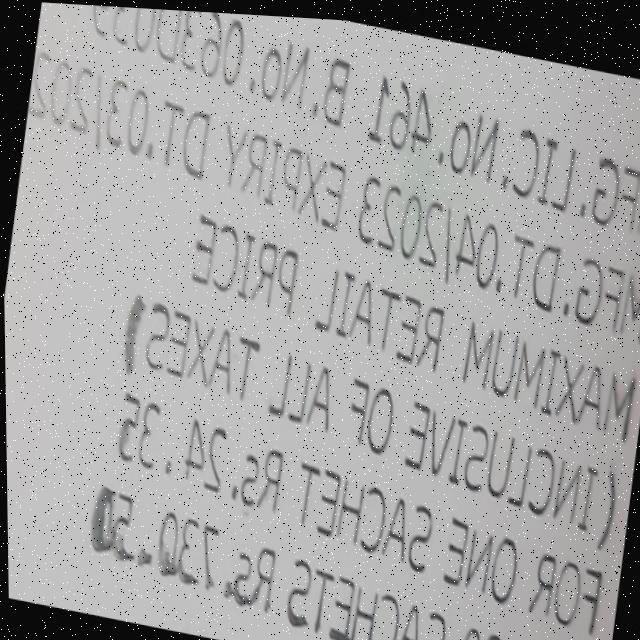 FG. LIC. No. 461 B. No.
MFG. DT. 04|2023 EXPIRY DT. 03|202
MAXIMUM RETAIL PRICE
(INCLUSIVE OF ALL TAXES)
FOR ONE SACHET RS. 24.35
SACHETS RS. 730.50